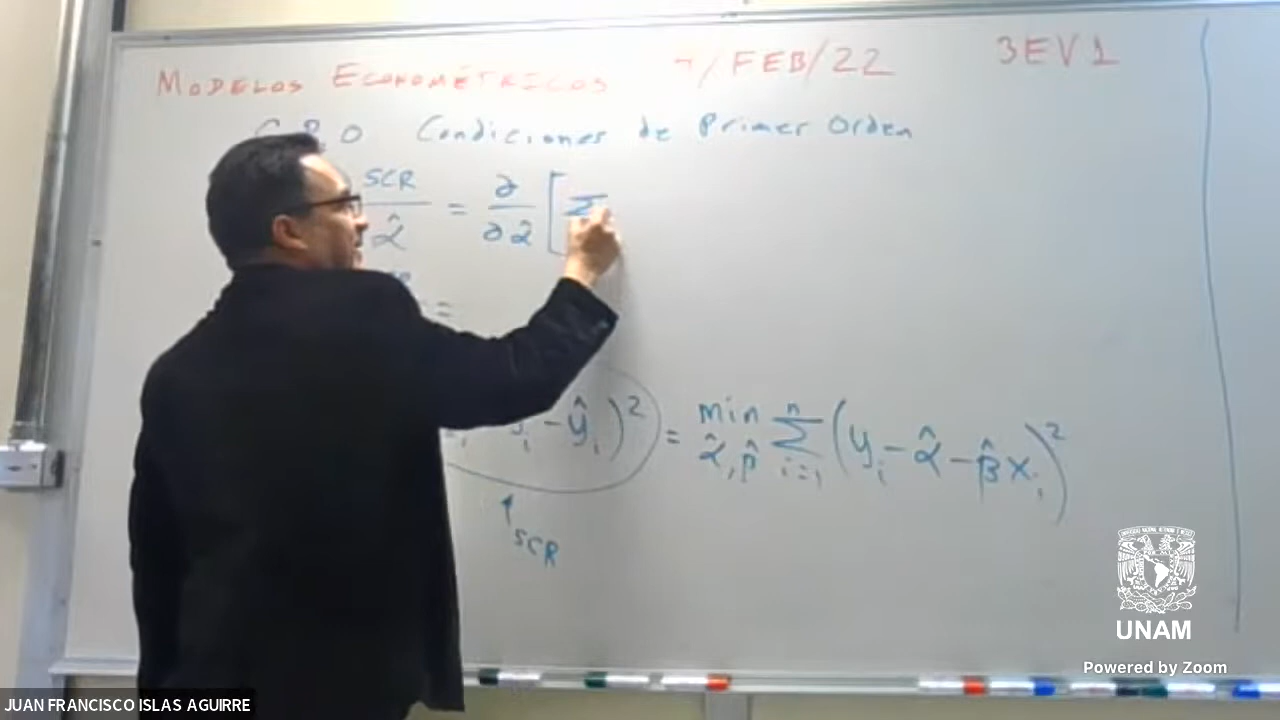 MODELOS ECONOMÉTRICOS 7/FEB/22 3EV1
C.P.O Condiciones de Primer Orden
SCR
α̂ = ∂/∂α̂ [Σ
=
- ŷᵢ)² = min α̂,β̂ Σ i=1 n (yᵢ - α̂ - β̂xᵢ)²
SCR
UNAM
Powered by Zoom
JUAN FRANCISCO ISLAS AGUIRRE